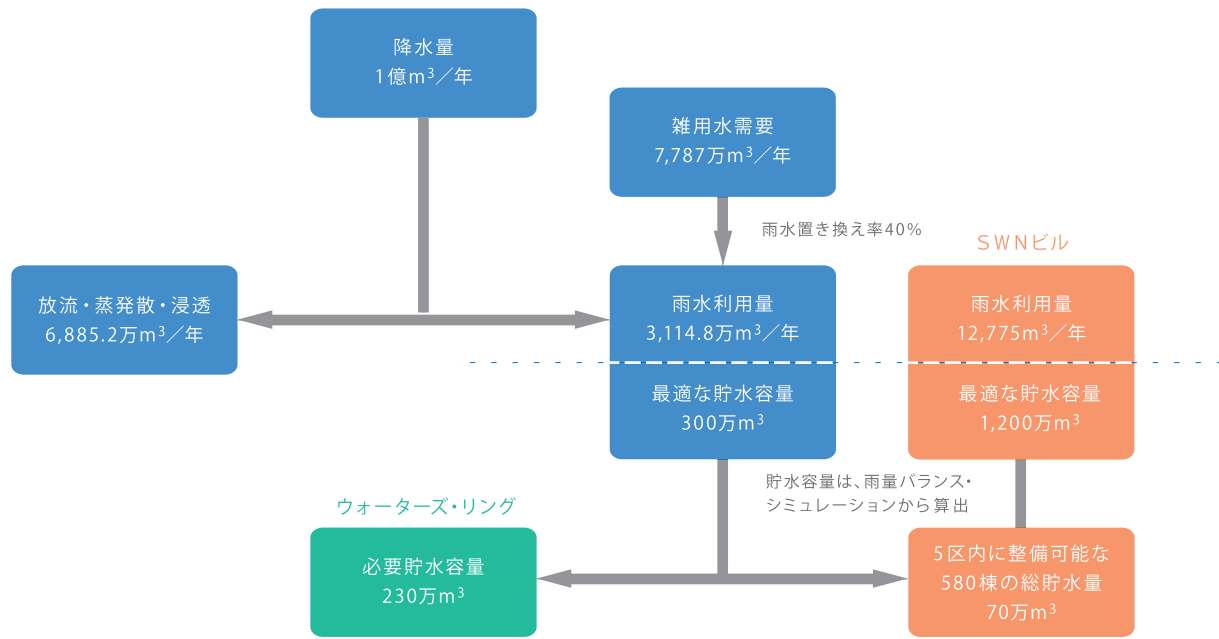 降水量
1億m³／年
雑用水需要
7,787万m³／年
雨水置き換え率40%
SWNビル
放流・蒸発散・浸透
6,885.2万m³／年
雨水利用量
3,114.8万m³／年
雨水利用量
12,775m³／年
最適な貯水容量
300万m³
最適な貯水容量
1,200万m³
貯水容量は、雨量バランス・
シミュレーションから算出
ウォーターズ・リング
必要貯水容量
230万m³
5区内に整備可能な
580棟の総貯水量
70万m³